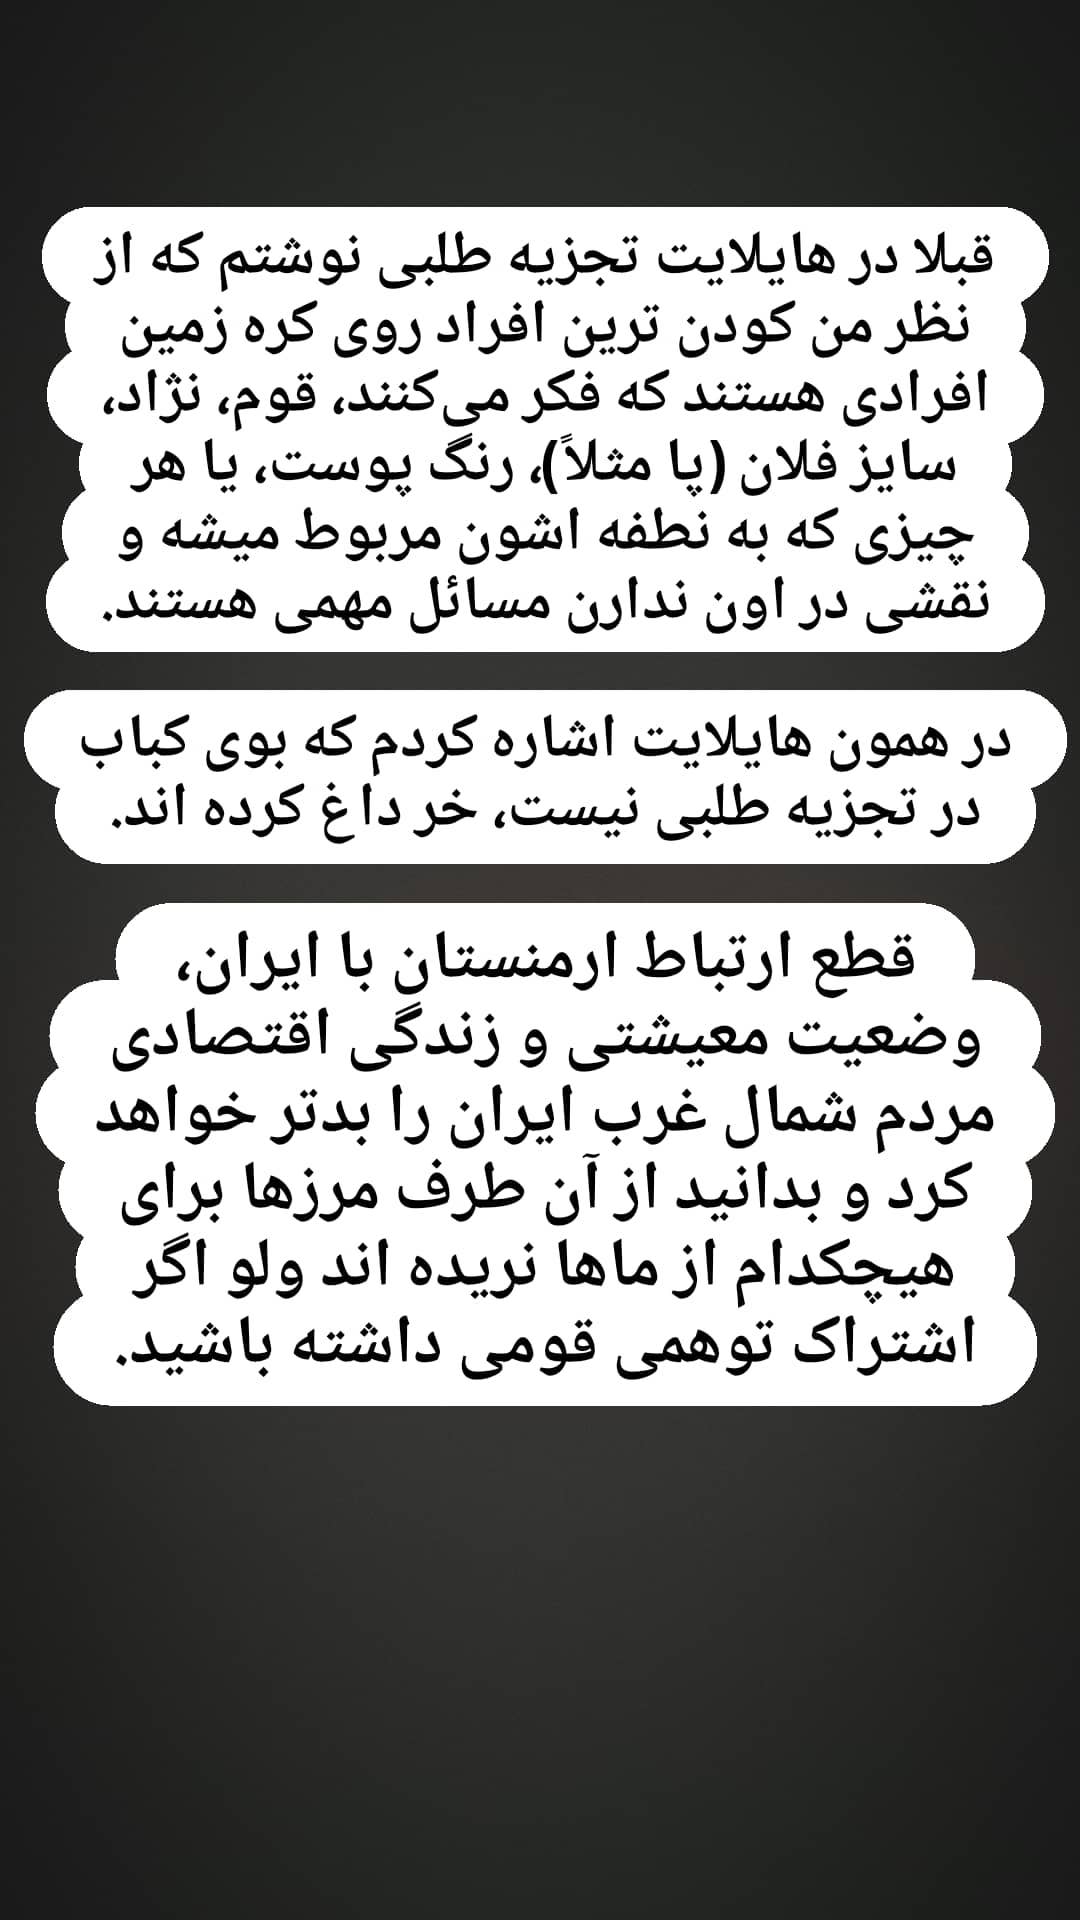 قبلا در هایلایت تجزیه طلبی نوشتم که از
نظر من کودن ترین افراد روی کره زمین
افرادی هستند که فکر می‌کنند، قوم، نژاد،
سایز فلان (پا مثلاً)، رنگ پوست، یا هر
چیزی که به نطفه اشون مربوط میشه و
نقشی در اون ندارن مسائل مهمی هستند.
در همون هایلایت اشاره کردم که بوی کباب
در تجزیه طلبی نیست، خر داغ کرده اند.
قطع ارتباط ارمنستان با ایران،
وضعیت معیشتی و زندگی اقتصادی
مردم شمال غرب ایران را بدتر خواهد
کرد و بدانید از آن طرف مرزها برای
هیچکدام از ماها نریده اند ولو اگر
اشتراک توهمی قومی داشته باشید.